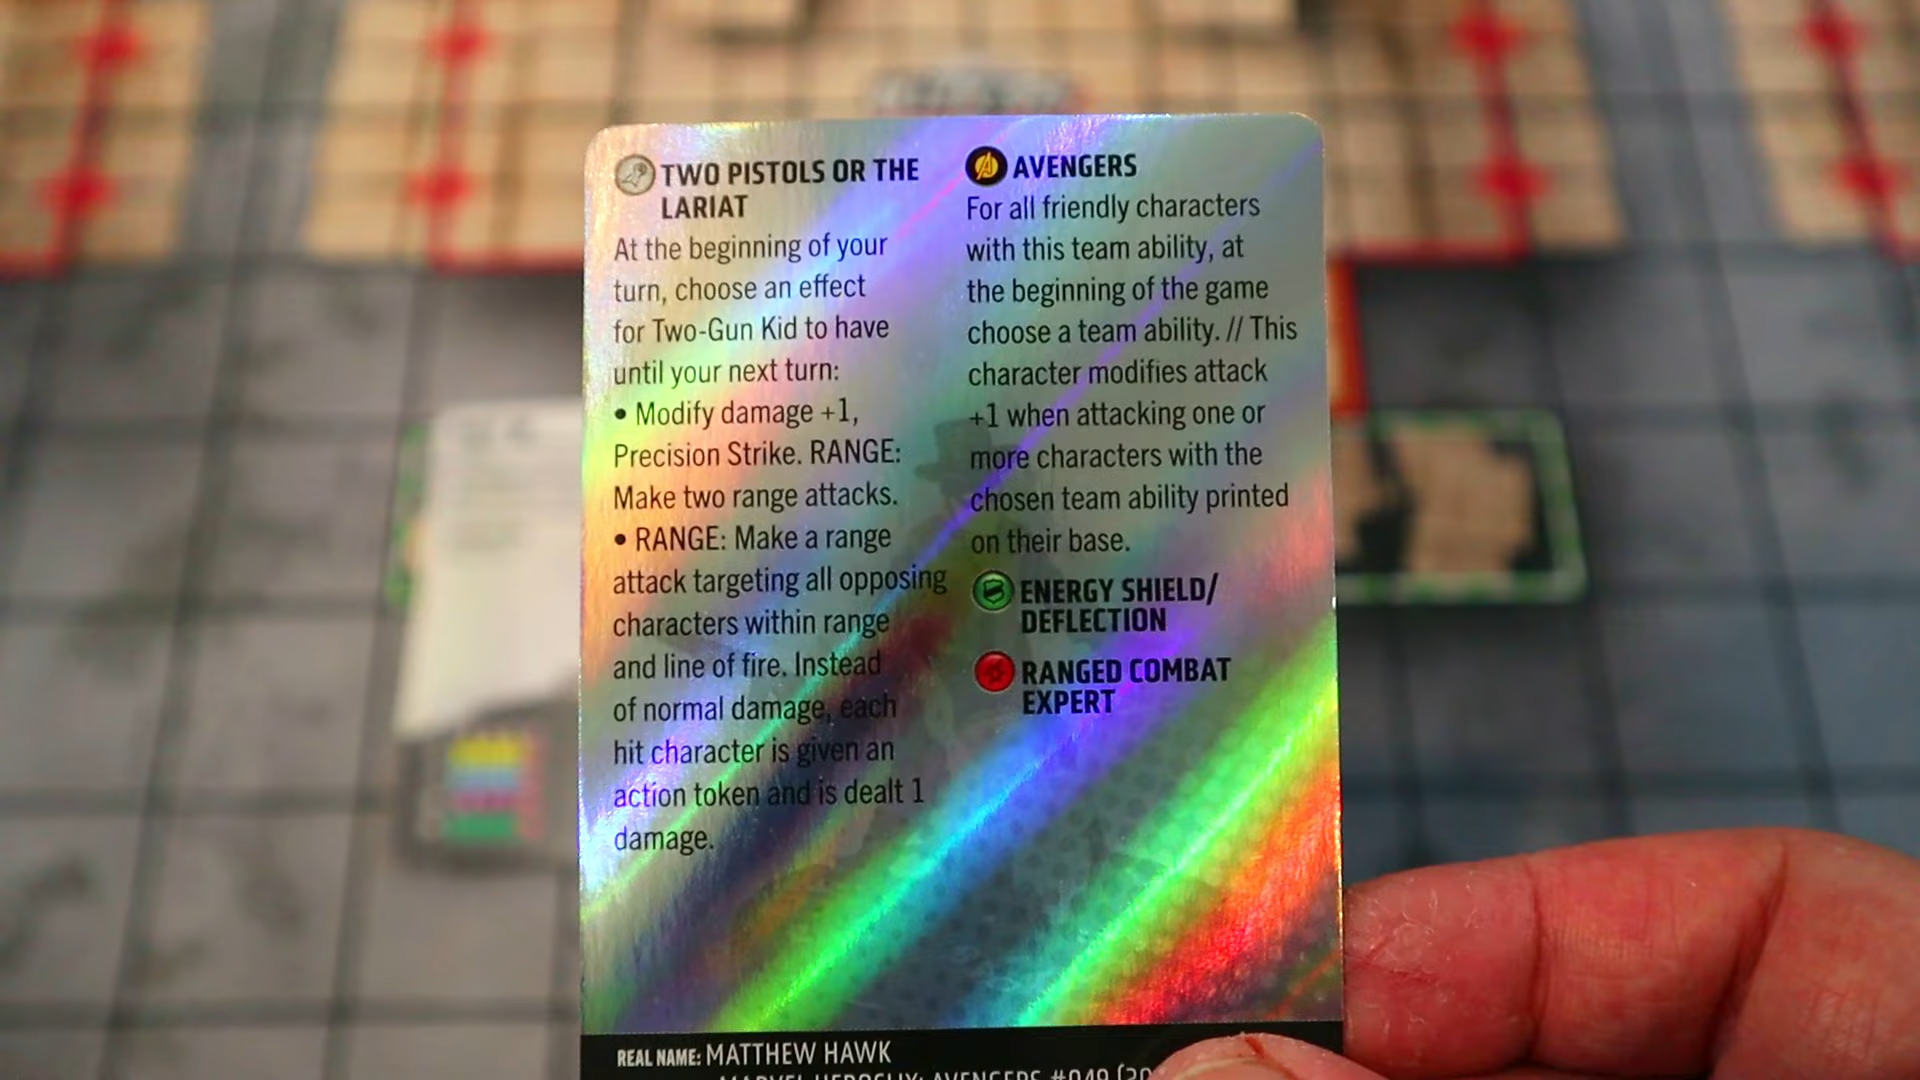 TWO PISTOLS OR THE
LARIAT
At the beginning of your
turn, choose an effect
for Two-Gun Kid to have
until your next turn:
• Modify damage +1,
Precision Strike. RANGE:
Make two range attacks.
• RANGE: Make a range
attack targeting all opposing
characters within range
and line of fire. Instead
of normal damage, each
hit character is given an
action token and is dealt 1
damage.
AVENGERS
For all friendly characters
with this team ability, at
the beginning of the game
choose a team ability. // This
character modifies attack
+1 when attacking one or
more characters with the
chosen team ability printed
on their base.
ENERGY SHIELD/
DEFLECTION
RANGED COMBAT
EXPERT
REAL NAME: MATTHEW HAWK
MARVEL HEROCLIX: AVENGERS #049